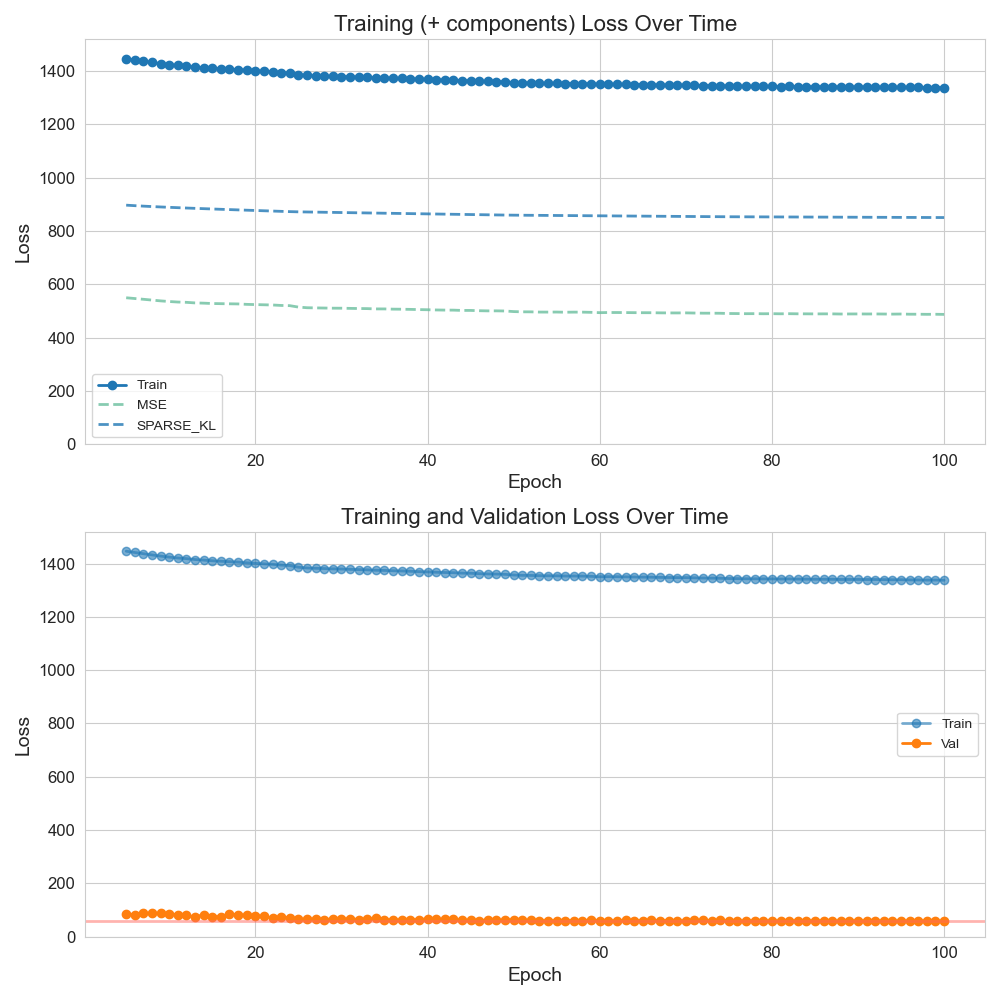 Training (+ components) Loss Over Time
1400
1200
1000
800
600
400
200
0
Loss
Train
MSE
SPARSE_KL
20 40 60 80 100
Epoch
Training and Validation Loss Over Time
1400
1200
1000
800
600
400
200
0
Loss
Train
Val
20 40 60 80 100
Epoch